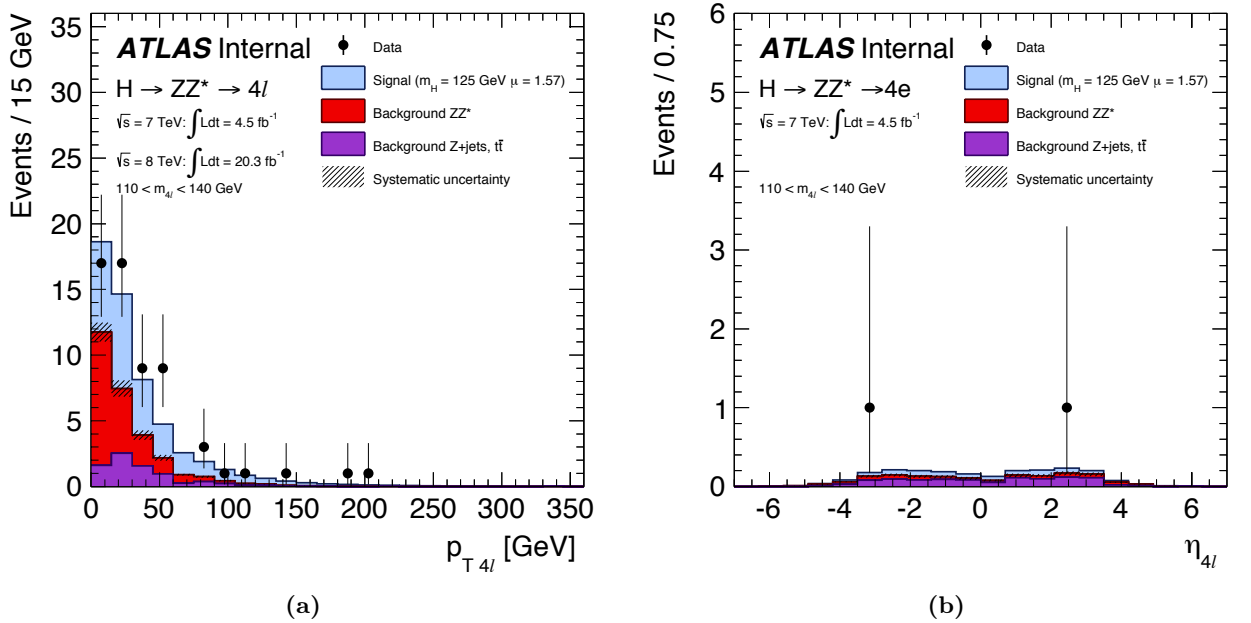 Events / 15 GeV
35
30
25
20
15
10
5
0
ATLAS Internal
H → ZZ* → 4l
√s = 7 TeV: ∫Ldt = 4.5 fb⁻¹
√s = 8 TeV: ∫Ldt = 20.3 fb⁻¹
110 < m4l < 140 GeV
Data
Signal (mH = 125 GeV μ = 1.57)
Background ZZ*
Background Z+jets, tt̄
Systematic uncertainty
0 50 100 150 200 250 300 350
pT 4l [GeV]
(a)
Events / 0.75
6
5
4
3
2
1
0
ATLAS Internal
H → ZZ* →4e
√s = 7 TeV: ∫Ldt = 4.5 fb⁻¹
110 < m4l < 140 GeV
Data
Signal (mH = 125 GeV μ = 1.57)
Background ZZ*
Background Z+jets, tt̄
Systematic uncertainty
-6 -4 -2 0 2 4 6
η4l
(b)